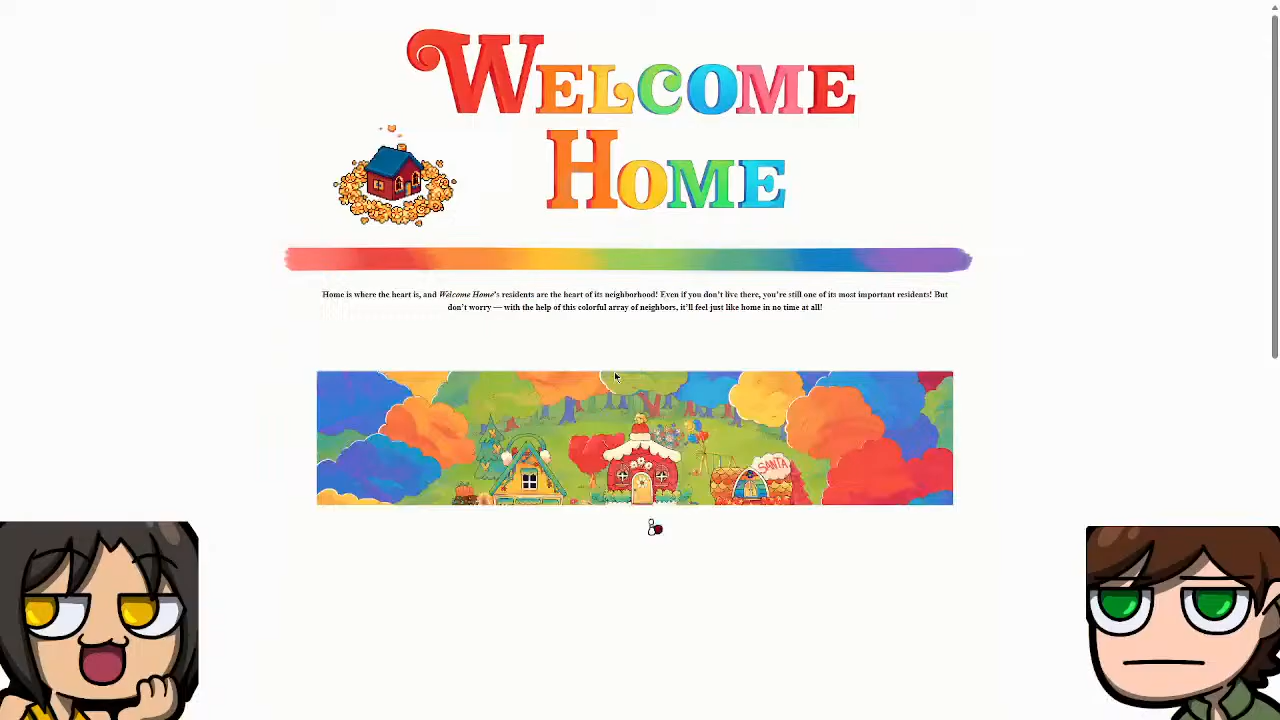 WELCOME
HOME
Home is where the heart is, and Welcome Home's residents are the heart of its neighborhood! Even if you don't live there, you're still one of its most important residents! But
don't worry — with the help of this colorful array of neighbors, it'll feel just like home in no time at all!
SANTA